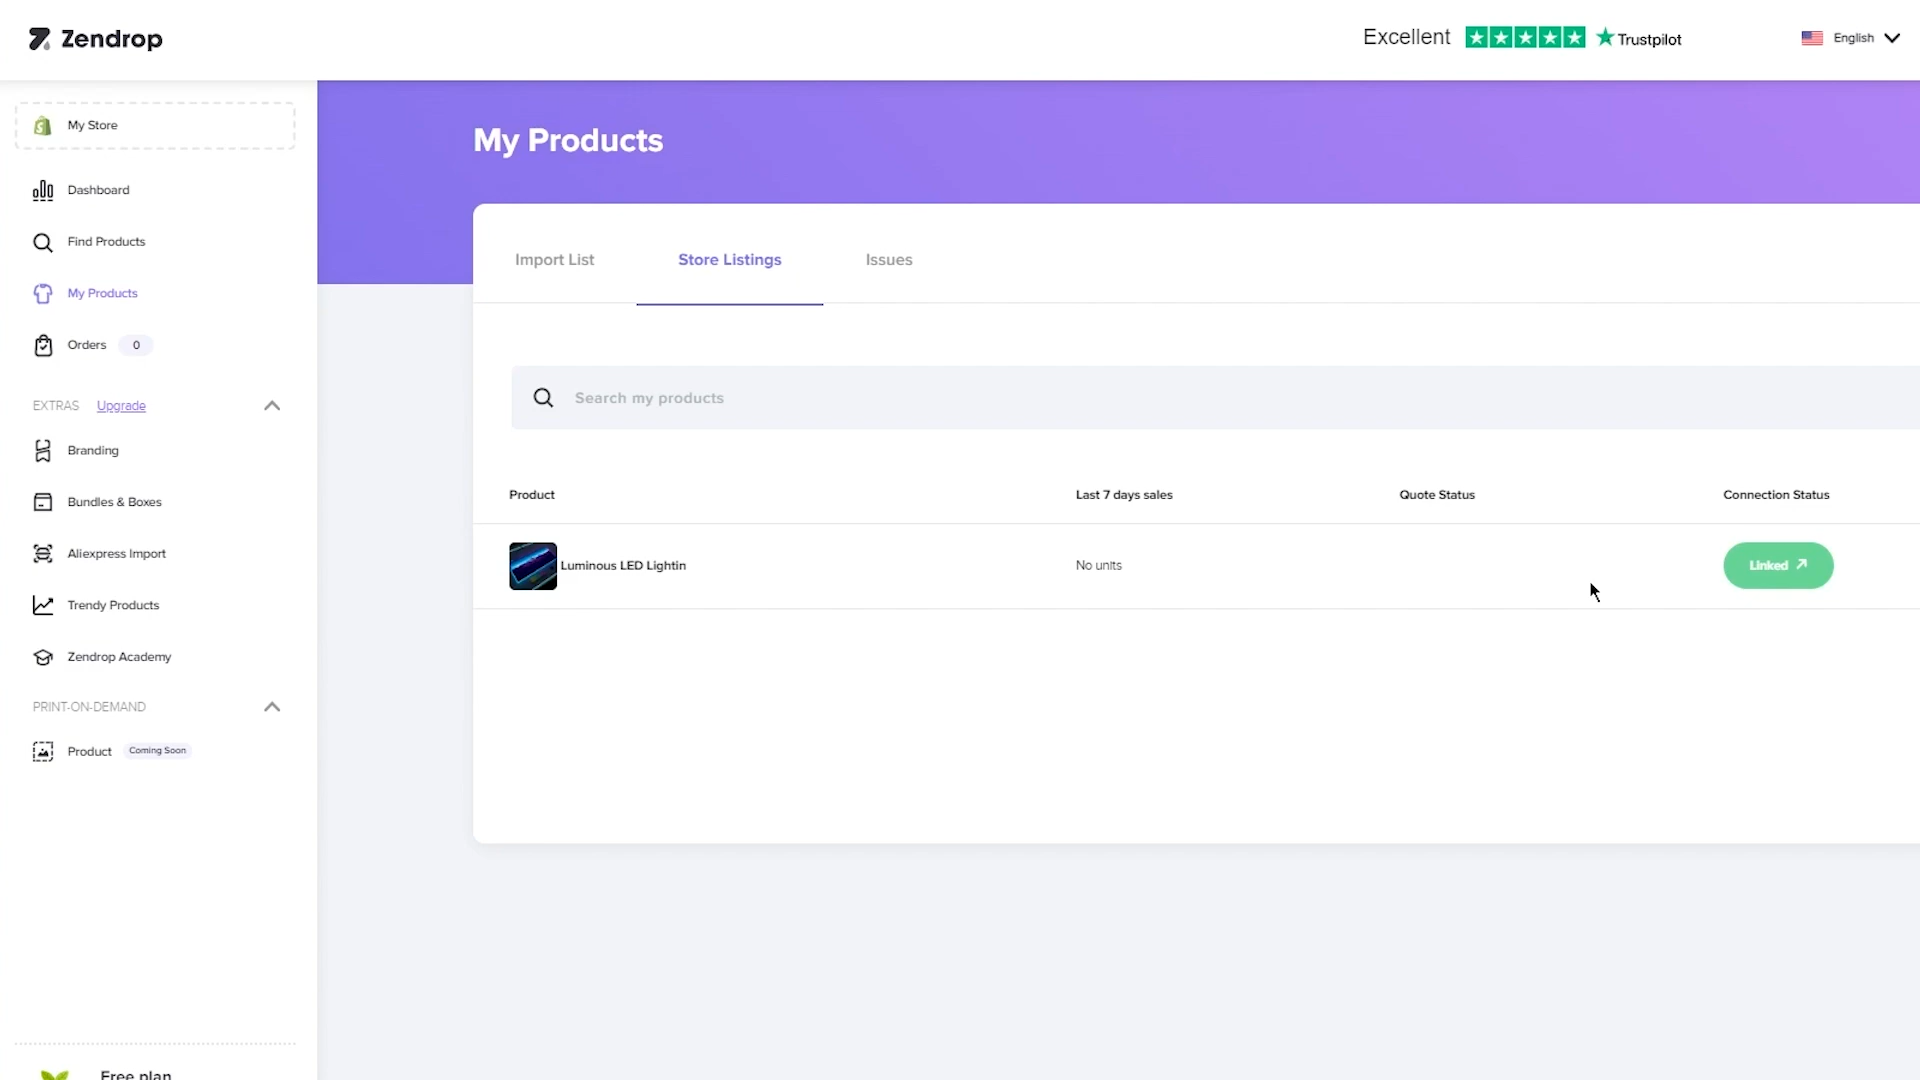 Zendrop
Excellent
Trustpilot
English
My Store
Dashboard
Find Products
My Products
Orders 0
EXTRAS Upgrade
Branding
Bundles & Boxes
Aliexpress Import
Trendy Products
Zendrop Academy
PRINT-ON-DEMAND
Product Coming Soon
Free plan
My Products
Import List Store Listings Issues
Search my products
Product Last 7 days sales Quote Status Connection Status
Luminous LED Lightin No units Linked